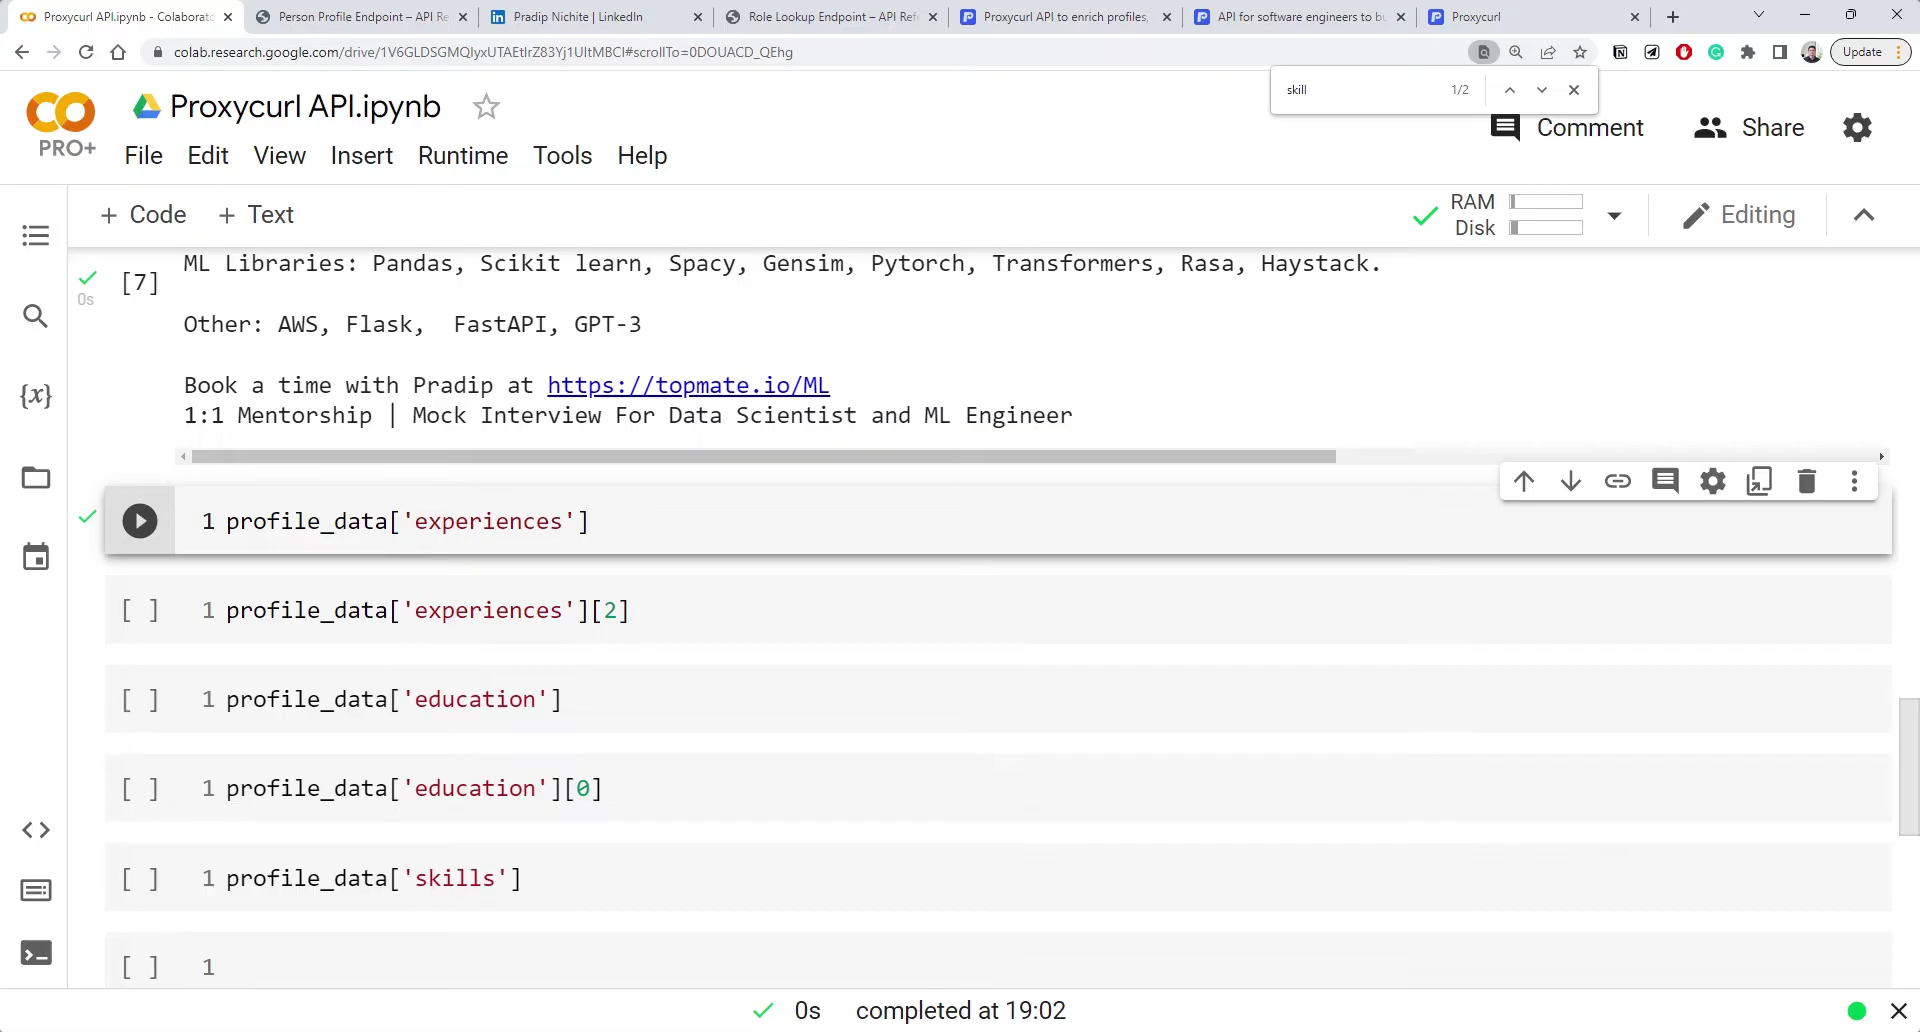 Proxycurl API.ipynb - Colaborato
Person Profile Endpoint – API Re
Pradip Nichite | LinkedIn
Role Lookup Endpoint – API Refe
Proxycurl API to enrich profiles,
API for software engineers to bu
Proxycurl
colab.research.google.com/drive/1V6GLDSGMQIyxUTAEtIrZ83Yj1UItMBCI#scrollTo=0DOUACD_QEhg
Update
skill 1/2
CO PRO+
Proxycurl API.ipynb
Comment Share
File Edit View Insert Runtime Tools Help
+ Code + Text
RAM
Disk
Editing
[7]
0s
ML Libraries: Pandas, Scikit learn, Spacy, Gensim, Pytorch, Transformers, Rasa, Haystack.
Other: AWS, Flask,  FastAPI, GPT-3
Book a time with Pradip at https://topmate.io/ML
1:1 Mentorship | Mock Interview For Data Scientist and ML Engineer
1 profile_data['experiences']
[ ] 1 profile_data['experiences'][2]
[ ] 1 profile_data['education']
[ ] 1 profile_data['education'][0]
[ ] 1 profile_data['skills']
[ ] 1
{x}
0s completed at 19:02